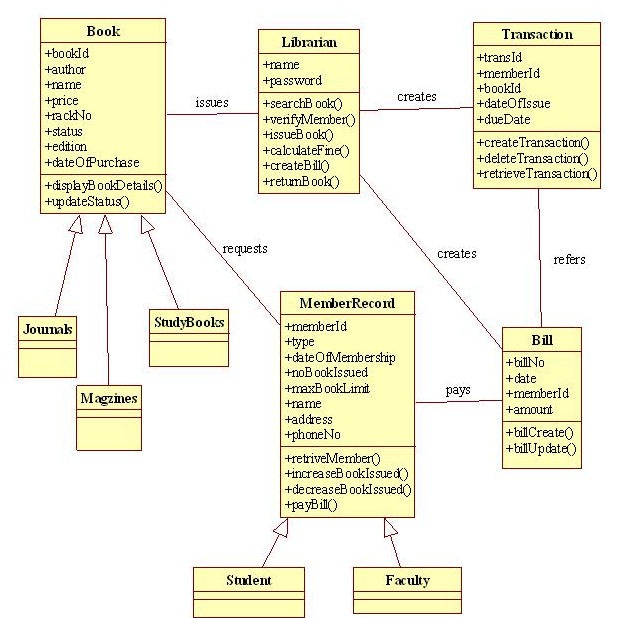 Book
+bookId
+author
+name
+price
+rackNo
+status
+edition
+dateOfPurchase
+displayBookDetails()
+updateStatus()
issues
Librarian
+name
+password
+searchBook()
+verifyMember()
+issueBook()
+calculateFine()
+createBill()
+returnBook()
creates
Transaction
+transId
+memberId
+bookId
+dateOfIssue
+dueDate
+createTransaction()
+deleteTransaction()
+retrieveTransaction()
requests
creates
refers
Journals
Magzines
StudyBooks
MemberRecord
+memberId
+type
+dateOfMembership
+noBookIssued
+maxBookLimit
+name
+address
+phoneNo
+retriveMember()
+increaseBookIssued()
+decreaseBookIssued()
+payBill()
pays
Bill
+billNo
+date
+memberId
+amount
+billCreate()
+billUpdate()
Student
Faculty